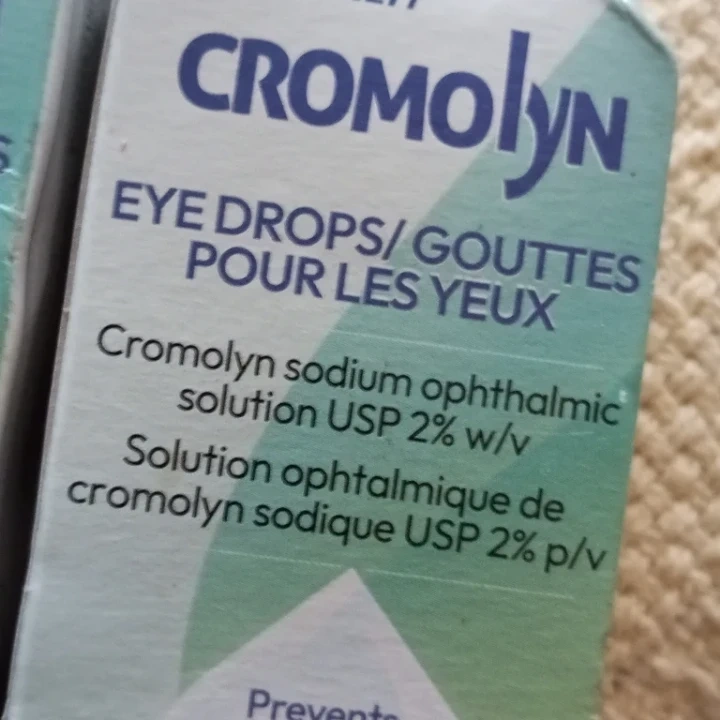 CROMOlyN
EYE DROPS/GOUTTES
POUR LES YEUX
Cromolyn sodium ophthalmic
solution USP 2% w/v
Solution ophtalmique de
cromolyn sodique USP 2% p/v
Prevents